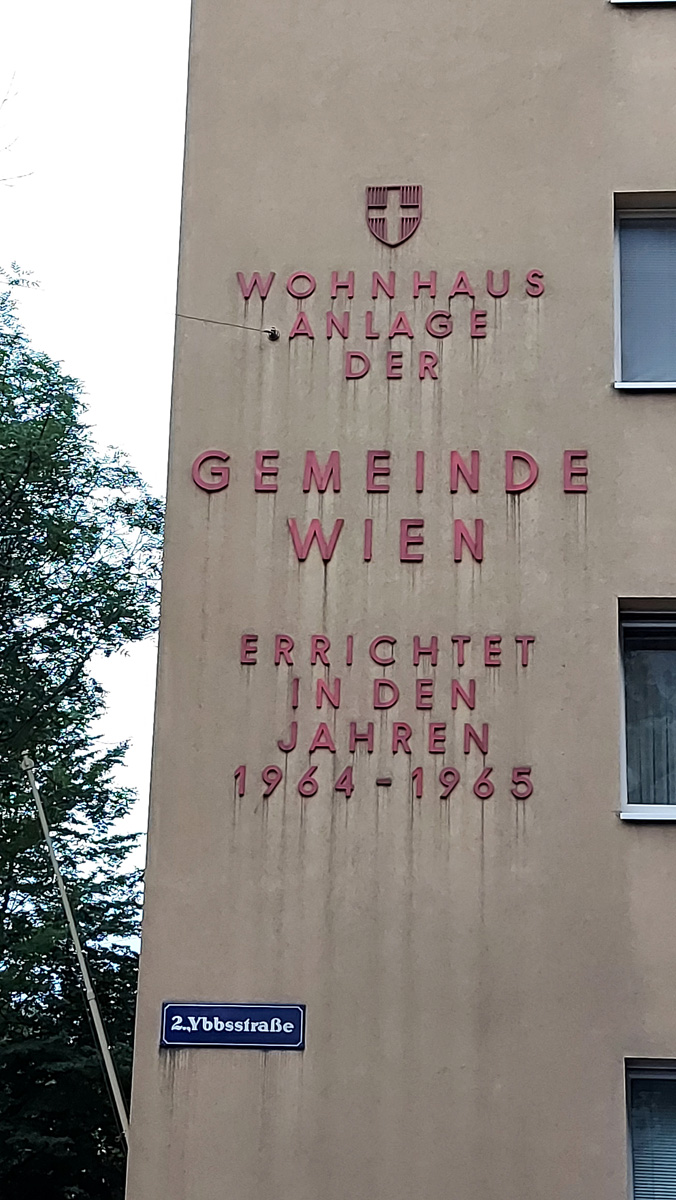 WOHNHAUS
ANLAGE
DER
GEMEINDE
WIEN
ERRICHTET
IN DEN
JAHREN
1964-1965
2.,Ybbsstraße